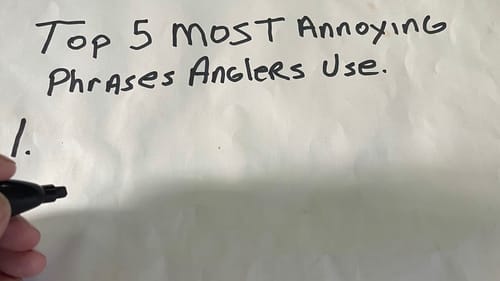 Top 5 MOST ANNOYING
PhrASes ANGleRS Use.
1.